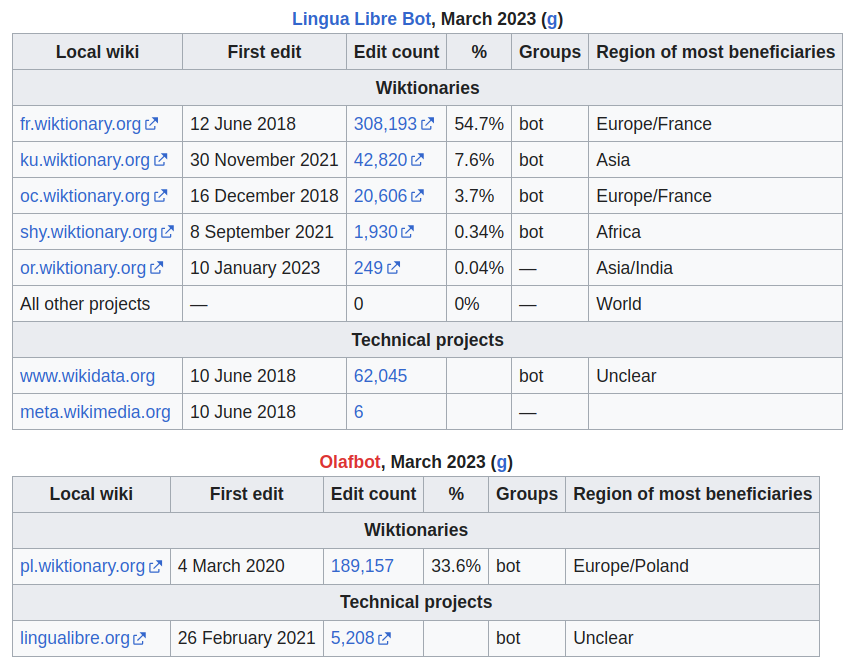 Lingua Libre Bot, March 2023 (g)
Local wiki First edit Edit count % Groups Region of most beneficiaries
Wiktionaries
fr.wiktionary.org 12 June 2018 308,193 54.7% bot Europe/France
ku.wiktionary.org 30 November 2021 42,820 7.6% bot Asia
oc.wiktionary.org 16 December 2018 20,606 3.7% bot Europe/France
shy.wiktionary.org 8 September 2021 1,930 0.34% bot Africa
or.wiktionary.org 10 January 2023 249 0.04% — Asia/India
All other projects — 0 0% — World
Technical projects
www.wikidata.org 10 June 2018 62,045 bot Unclear
meta.wikimedia.org 10 June 2018 6 —
Olafbot, March 2023 (g)
Local wiki First edit Edit count % Groups Region of most beneficiaries
Wiktionaries
pl.wiktionary.org 4 March 2020 189,157 33.6% bot Europe/Poland
Technical projects
lingualibre.org 26 February 2021 5,208 bot Unclear